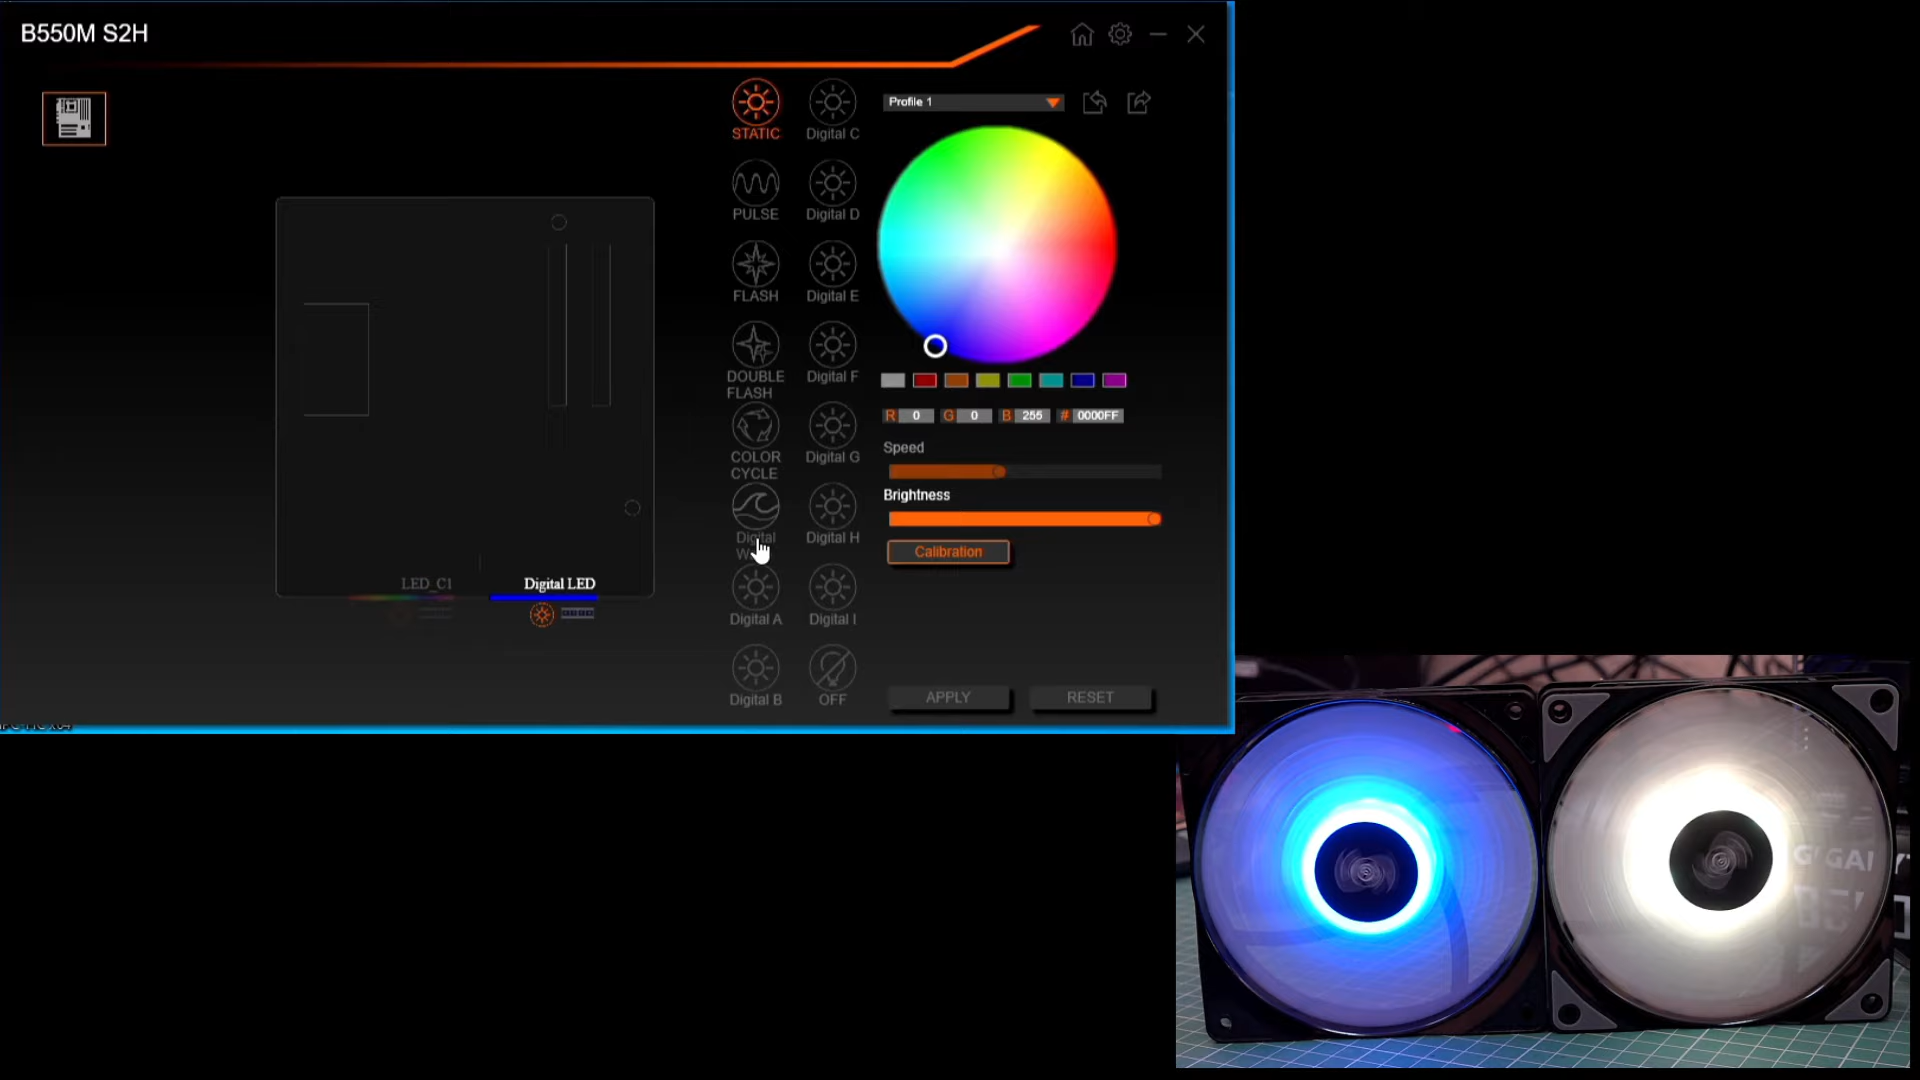 B550M S2H
STATIC
Digital C
Profile 1
PULSE
Digital D
FLASH
Digital E
DOUBLE
FLASH
Digital F
R 0 G 0 B 255 # 0000FF
COLOR
CYCLE
Digital G
Speed
Brightness
Digital
Digital H
Calibration
LED_C1
Digital LED
Digital A
Digital I
Digital B
OFF
APPLY
RESET